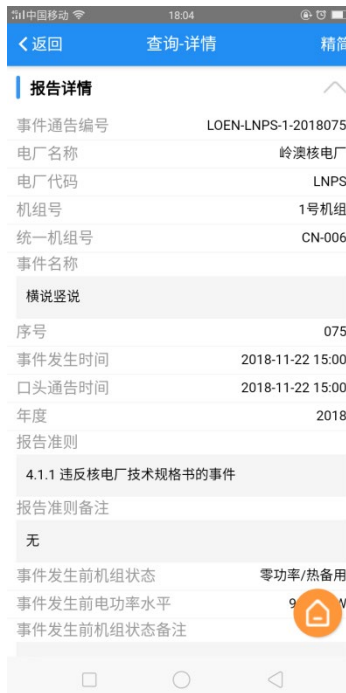 中国移动 18:04
返回 查询-详情 精简
报告详情
事件通告编号 LOEN-LNPS-1-2018075
电厂名称 岭澳核电厂
电厂代码 LNPS
机组号 1号机组
统一机组号 CN-006
事件名称
横说竖说
序号 075
事件发生时间 2018-11-22 15:00
口头通告时间 2018-11-22 15:00
年度 2018
报告准则
4.1.1 违反核电厂技术规格书的事件
报告准则备注
无
事件发生前机组状态 零功率/热备用
事件发生前电功率水平
事件发生前机组状态备注